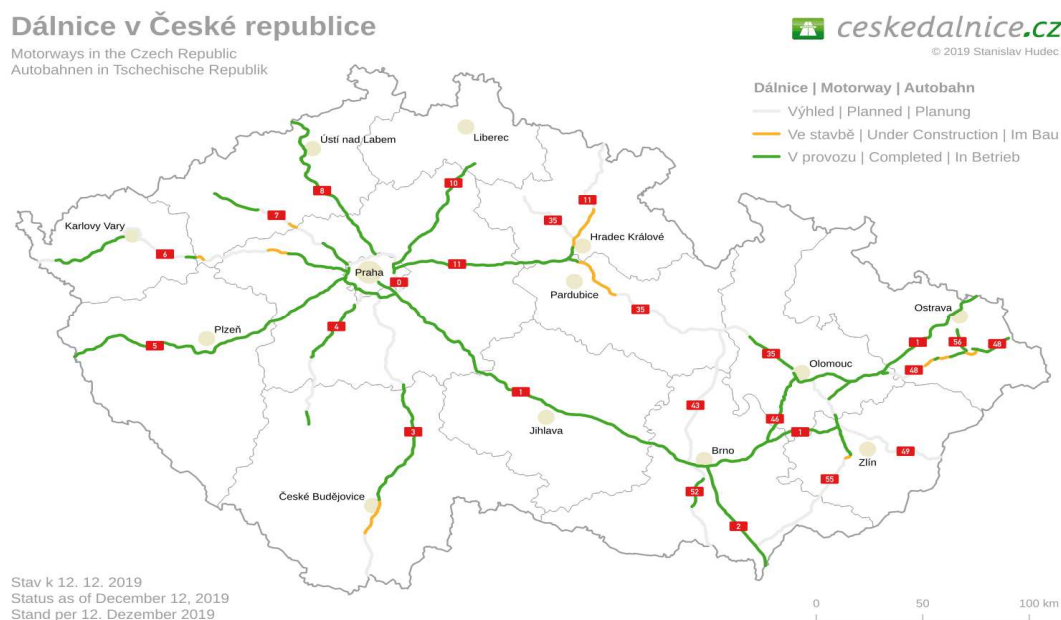 Dálnice v České republice
Motorways in the Czech Republic
Autobahnen in Tschechische Republik
ceskedalnice.cz
© 2019 Stanislav Hudec
Dálnice | Motorway | Autobahn
Výhled | Planned | Planung
Ve stavbě | Under Construction | Im Bau
V provozu | Completed | In Betrieb
Ústí nad Labem
Liberec
8
10
11
7
35
Karlovy Vary
Hradec Králové
6
11
Praha
0
Pardubice
35
Ostrava
4
Plzeň
5
1
56
48
35
Olomouc
48
1
43
46
3
Jihlava
1
Brno
49
Zlín
55
České Budějovice
52
2
Stav k 12. 12. 2019
Status as of December 12, 2019
Stand per 12. Dezember 2019
0
50
100 km